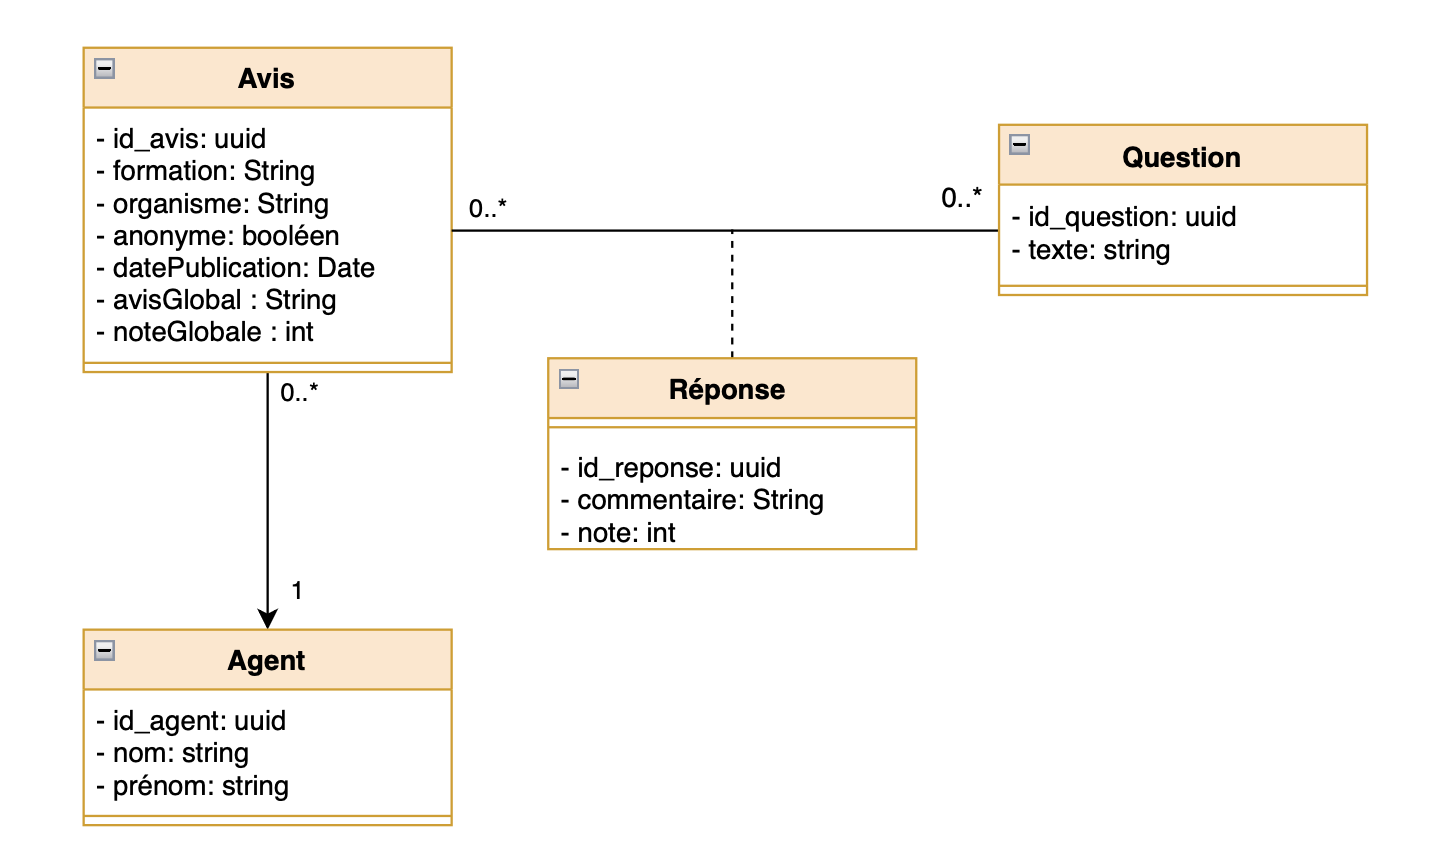 Avis
- id_avis: uuid
- formation: String
- organisme: String
- anonyme: booléen
- datePublication: Date
- avisGlobal : String
- noteGlobale : int
0..*
0..*
Question
- id_question: uuid
- texte: string
Réponse
- id_reponse: uuid
- commentaire: String
- note: int
0..*
1
Agent
- id_agent: uuid
- nom: string
- prénom: string